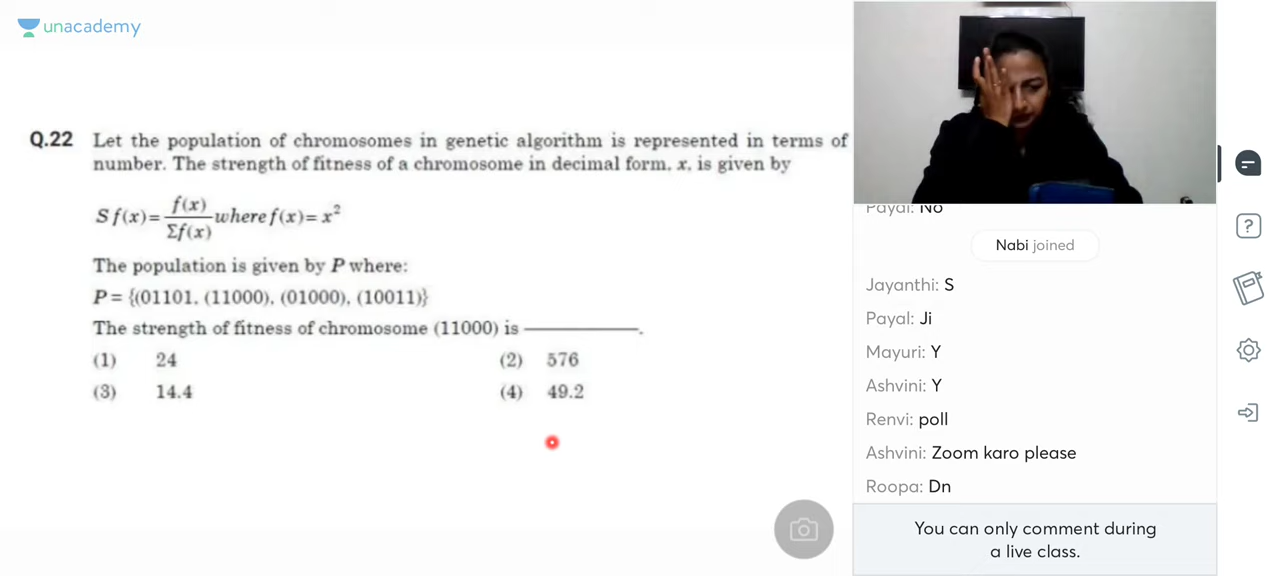 unacademy
Q.22 Let the population of chromosomes in genetic algorithm is represented in terms of
number. The strength of fitness of a chromosome in decimal form, x, is given by
S f(x)= f(x)/Σf(x) where f(x)= x²
The population is given by P where:
P = {(01101, (11000), (01000), (10011)}
The strength of fitness of chromosome (11000) is ————.
(1) 24 (2) 576
(3) 14.4 (4) 49.2
Payal: No
Nabi joined
Jayanthi: S
Payal: Ji
Mayuri: Y
Ashvini: Y
Renvi: poll
Ashvini: Zoom karo please
Roopa: Dn
You can only comment during
a live class.
?